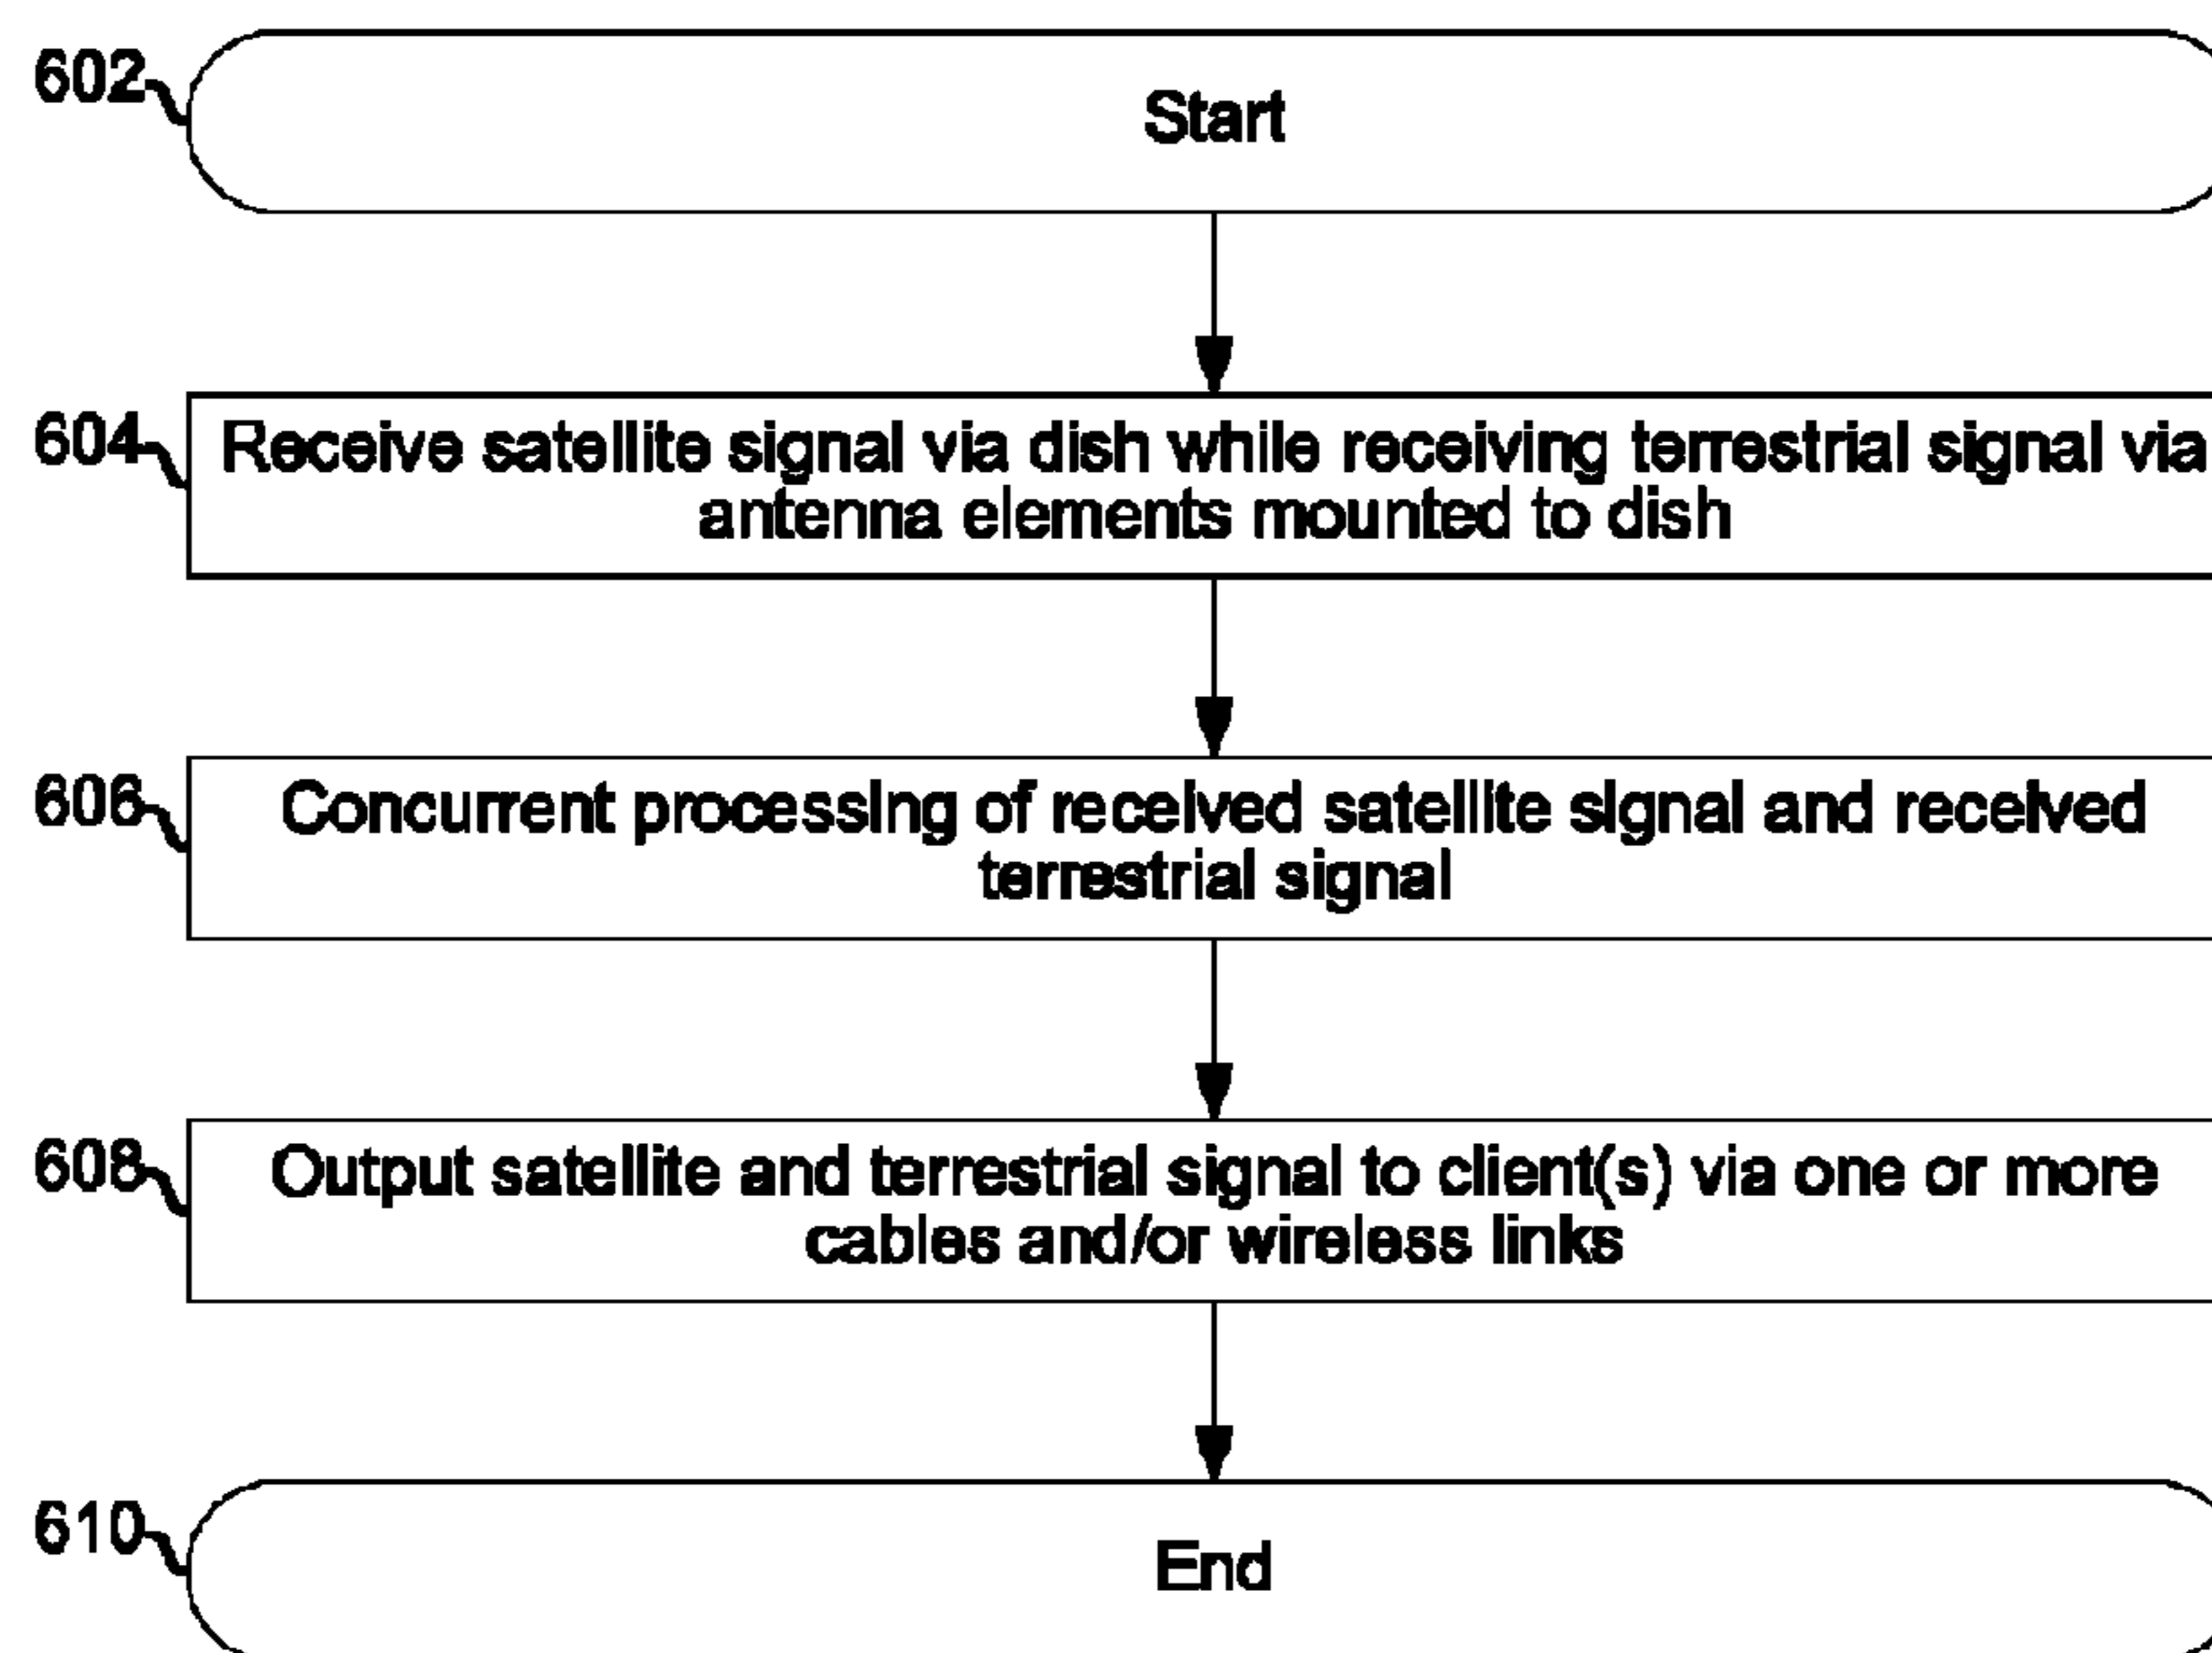 602
Start
604
Receive satellite signal via dish while receiving terrestrial signal via
antenna elements mounted to dish
606
Concurrent processing of received satellite signal and received
terrestrial signal
608
Output satellite and terrestrial signal to client(s) via one or more
cables and/or wireless links
610
End